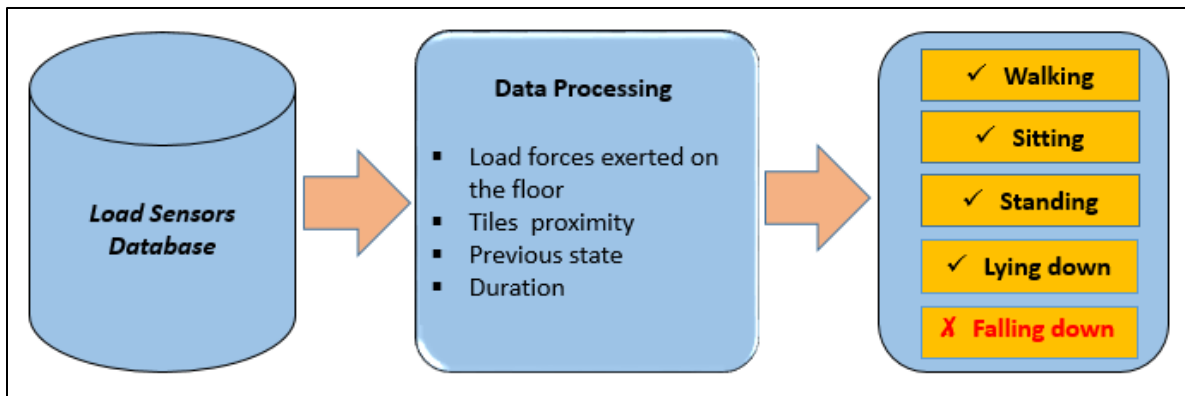 Load Sensors
Database
Data Processing
▪ Load forces exerted on
the floor
▪ Tiles proximity
▪ Previous state
▪ Duration
✓ Walking
✓ Sitting
✓ Standing
✓ Lying down
✗ Falling down